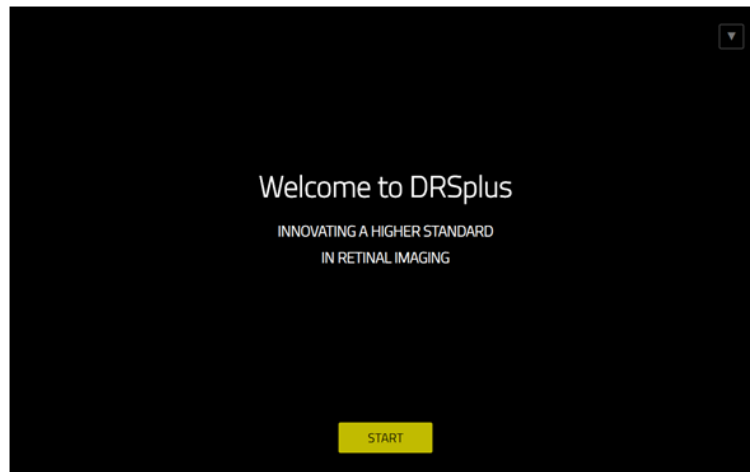 Welcome to DRSplus
INNOVATING A HIGHER STANDARD
IN RETINAL IMAGING
START